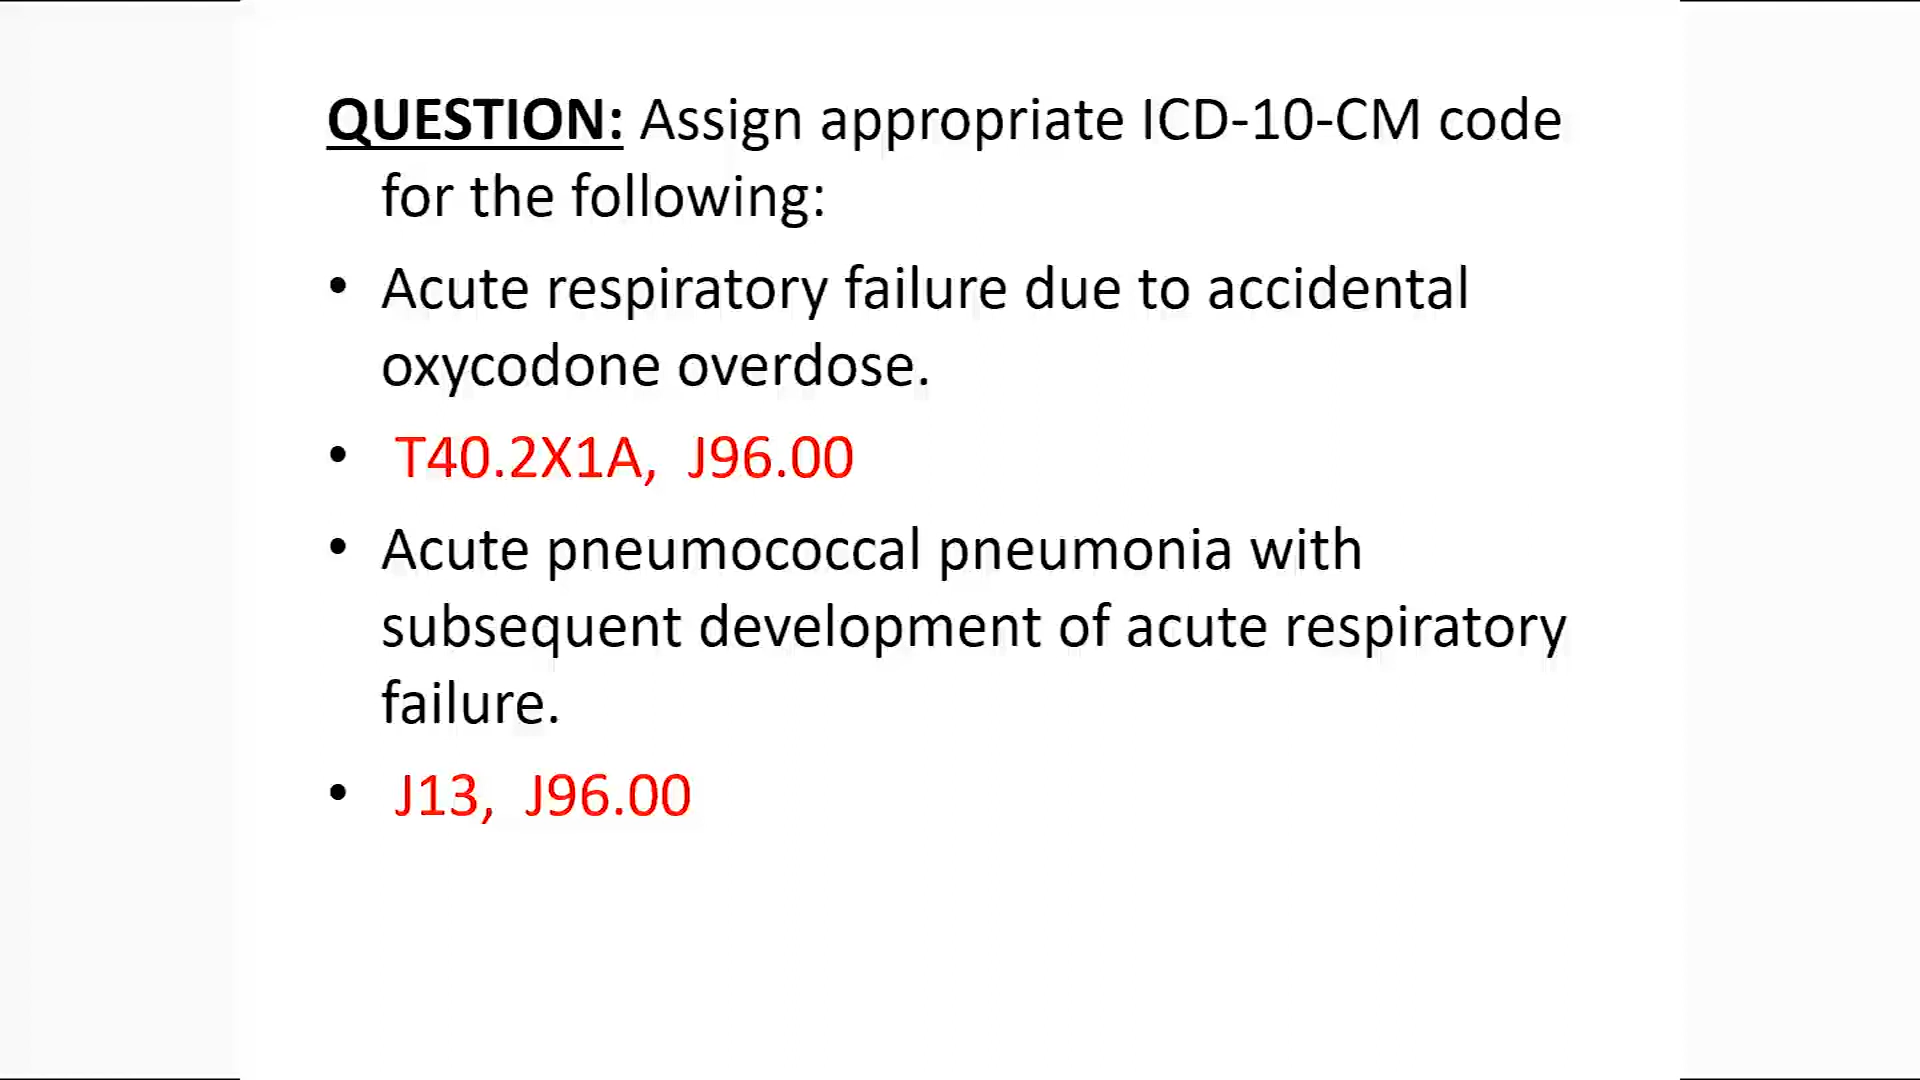 QUESTION: Assign appropriate ICD-10-CM code
for the following:
• Acute respiratory failure due to accidental
oxycodone overdose.
• T40.2X1A, J96.00
• Acute pneumococcal pneumonia with
subsequent development of acute respiratory
failure.
• J13, J96.00